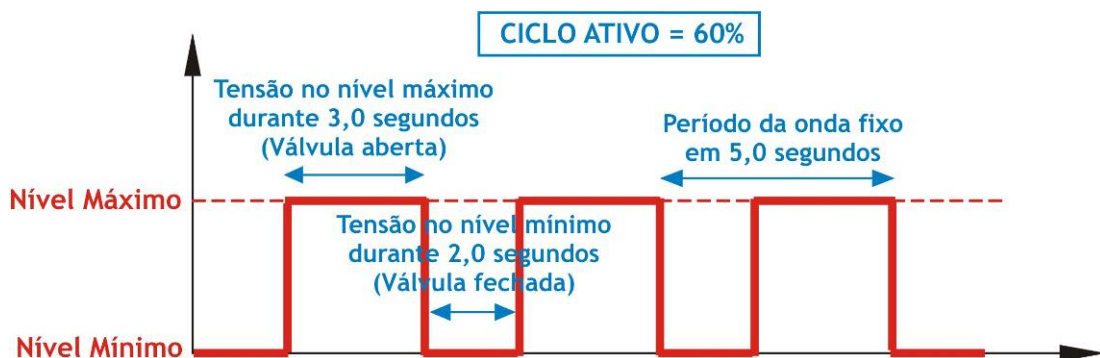 CICLO ATIVO = 60%
Tensão no nível máximo
durante 3,0 segundos
(Válvula aberta)
Período da onda fixo
em 5,0 segundos
Nível Máximo
Tensão no nível mínimo
durante 2,0 segundos
(Válvula fechada)
Nível Mínimo